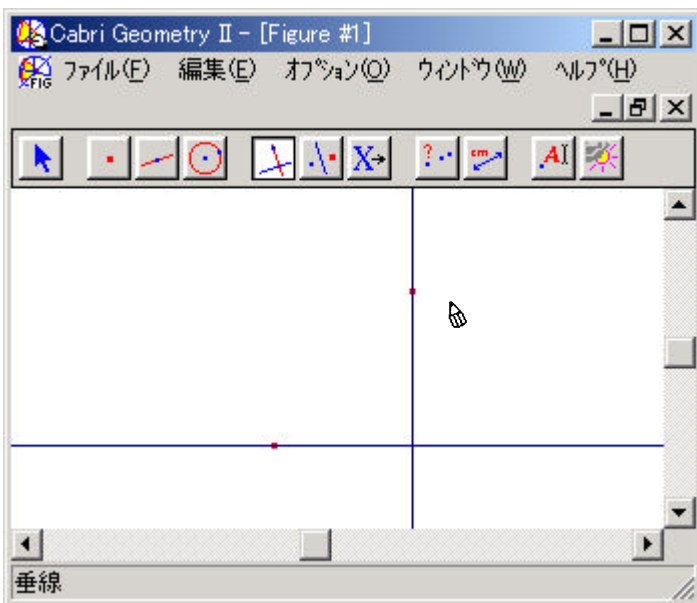 Cabri Geometry II - [Figure #1]
FIG ファイル(F) 編集(E) オプション(O) ウィンドウ(W) ヘルプ(H)
X ? cm A
垂線